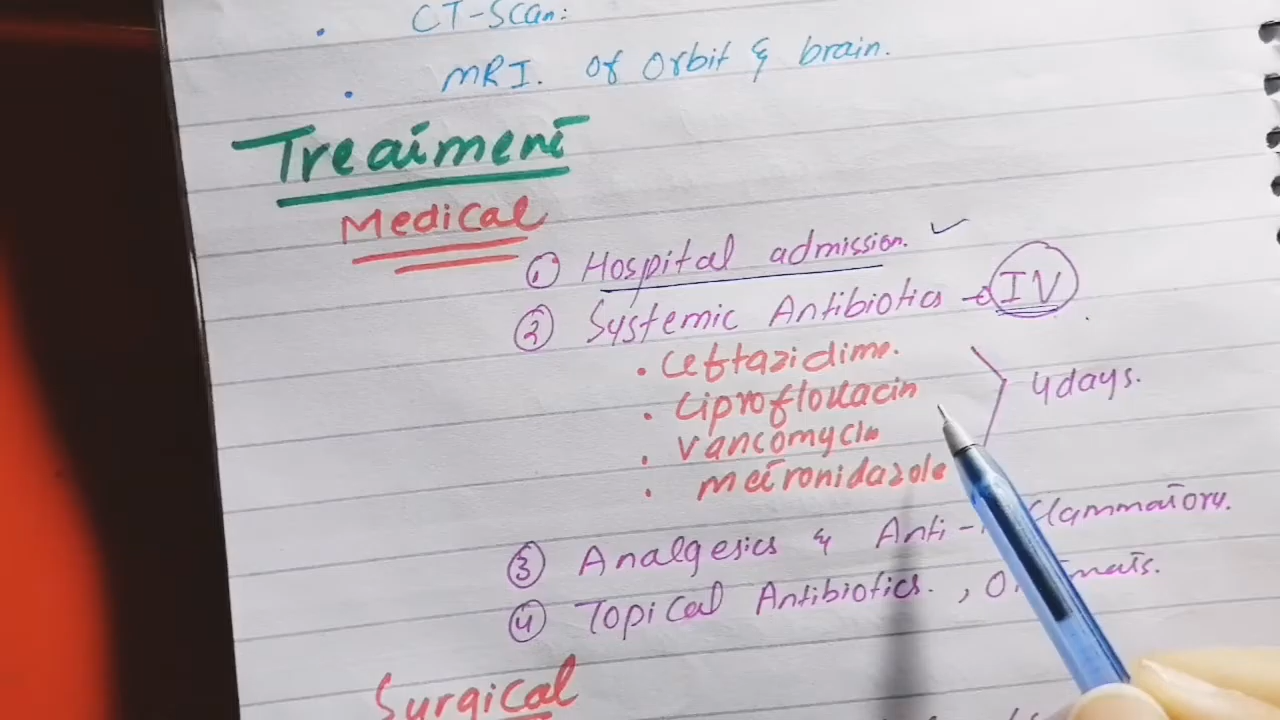 • CT-Scan:
• MRI. Of Orbit & brain.
Treatment
Medical
① Hospital admission. ✓
② Systemic Antibiotics → IV
• Ceftazidime.
• Ciprofloxacin
4days.
• Vancomycin
• metronidazole
③ Analgesics & Anti-
④ Topical Antibiotics. ,
Surgical